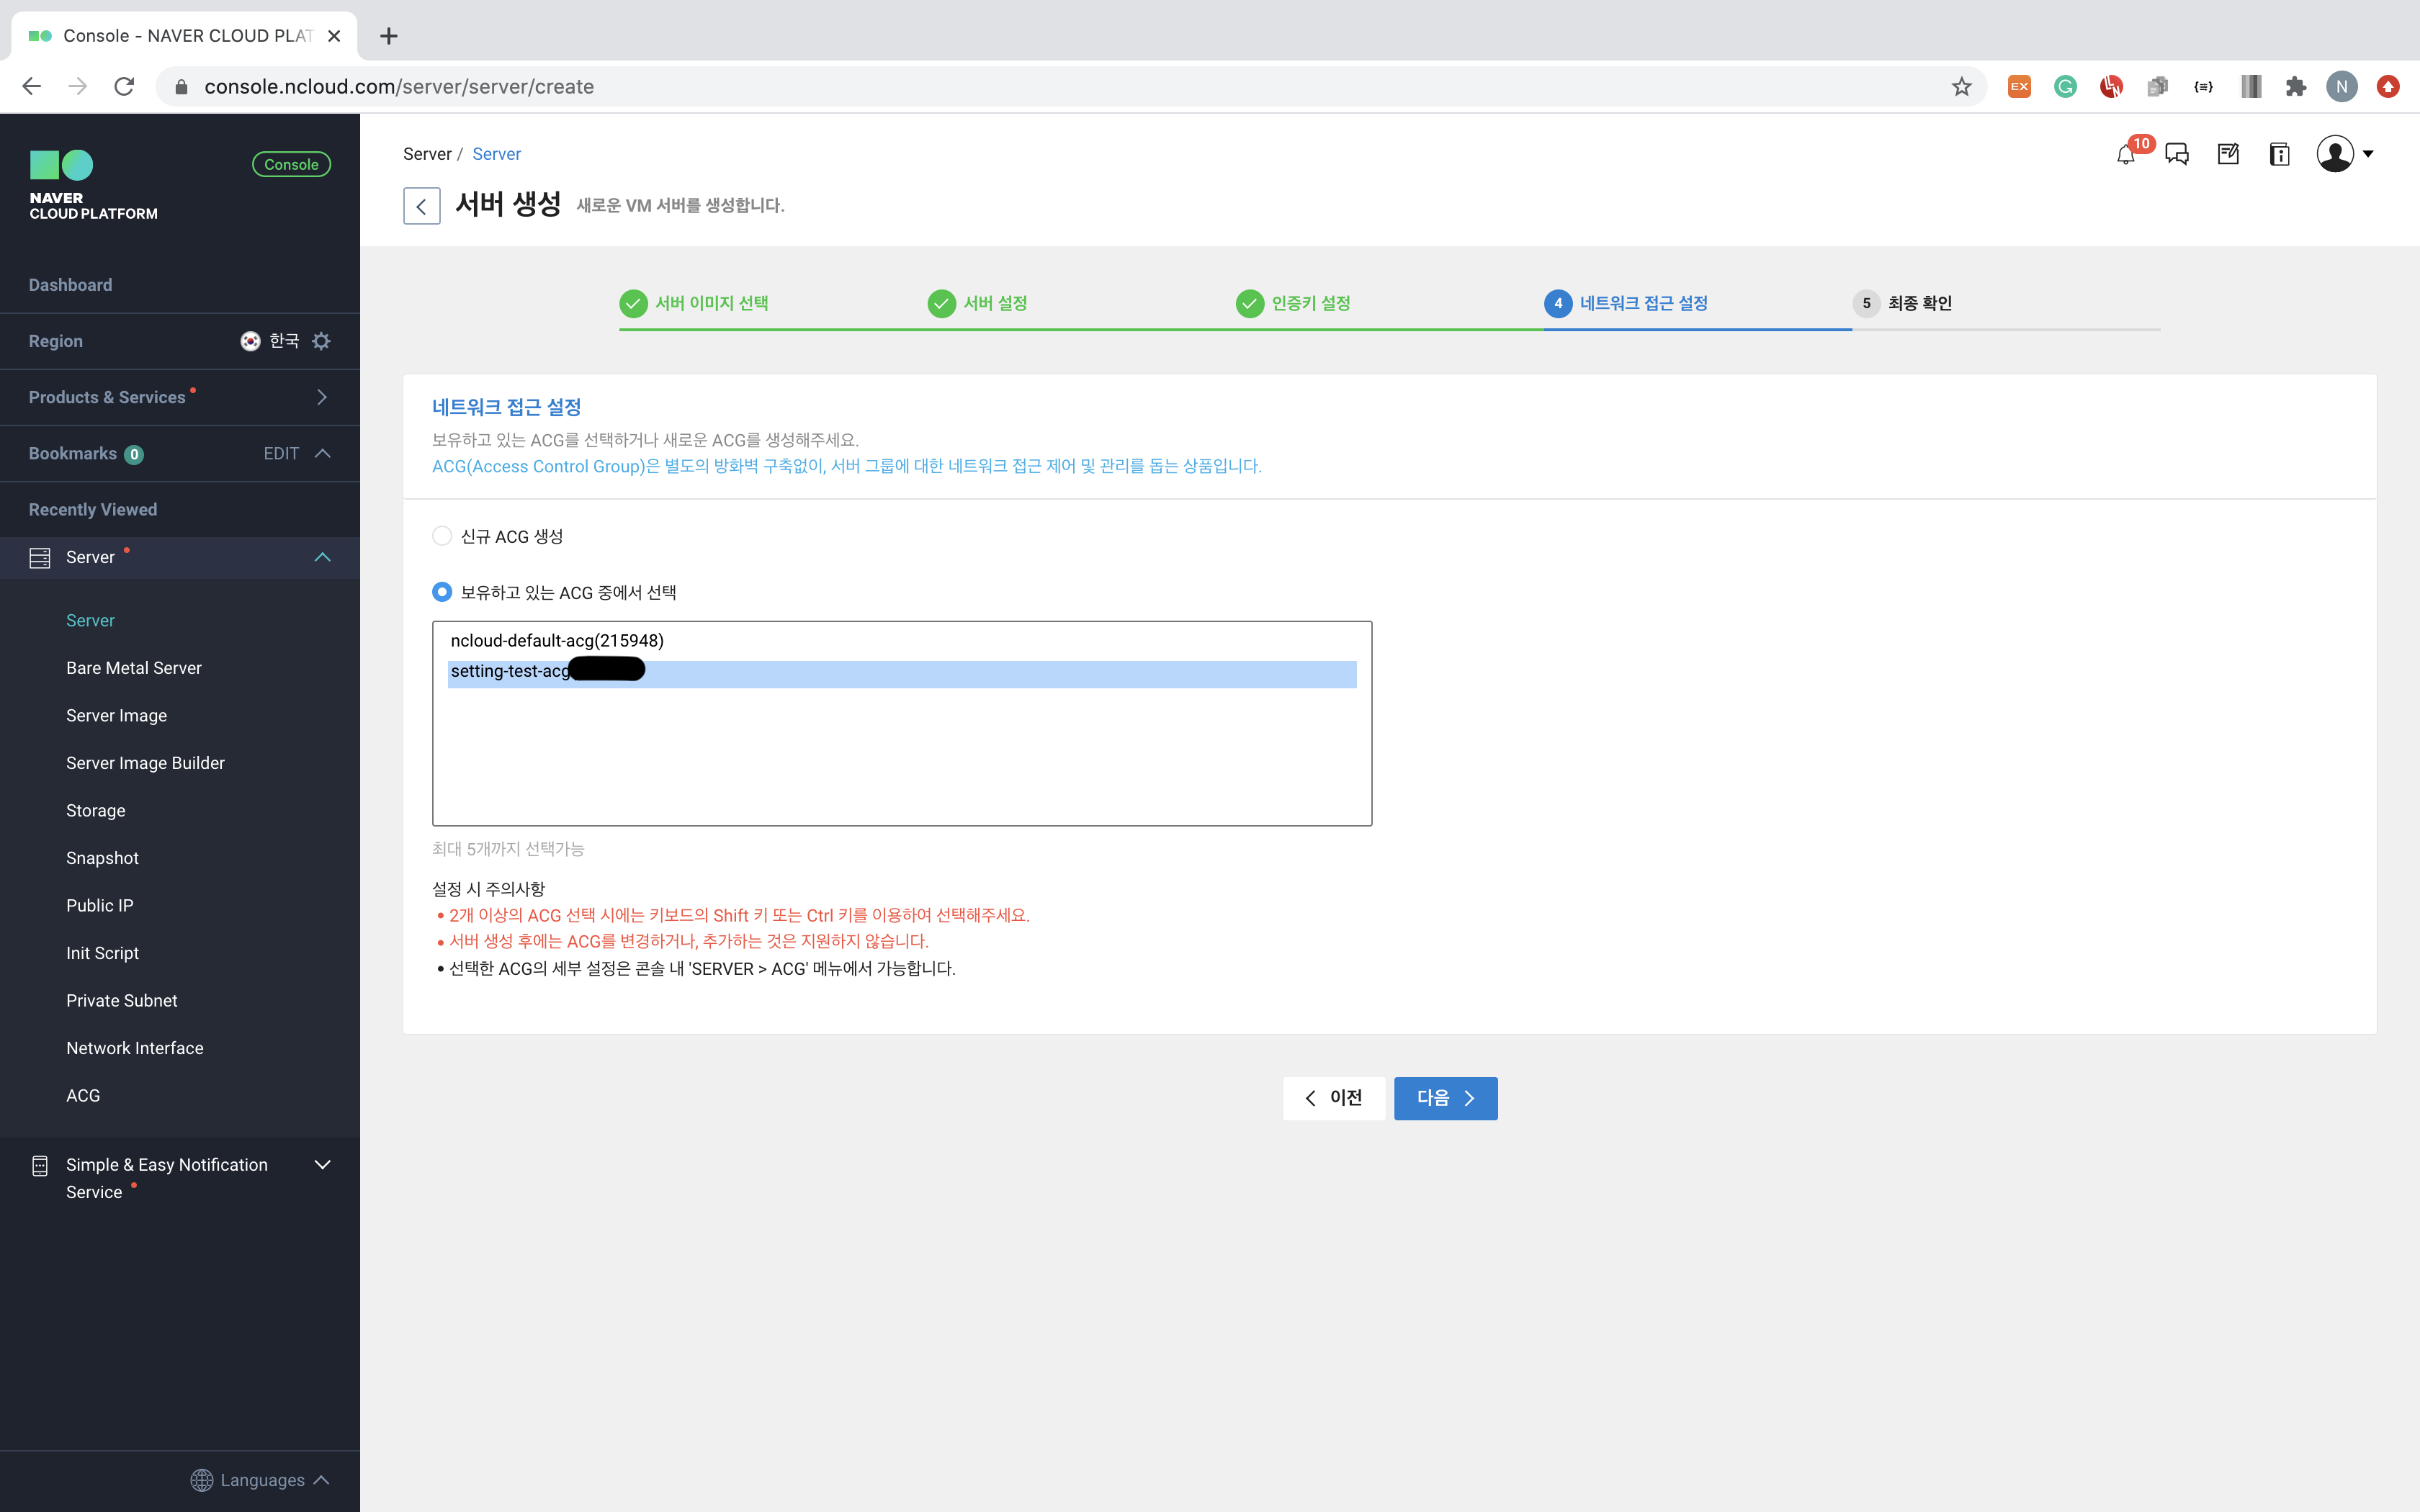 Console - NAVER CLOUD PLAT
console.ncloud.com/server/server/create
EX
N
NAVER
CLOUD PLATFORM
Console
Dashboard
Region 한국
Products & Services
Bookmarks 0 EDIT
Recently Viewed
Server
Server
Bare Metal Server
Server Image
Server Image Builder
Storage
Snapshot
Public IP
Init Script
Private Subnet
Network Interface
ACG
Simple & Easy Notification
Service
Languages
Server / Server
10
서버 생성 새로운 VM 서버를 생성합니다.
서버 이미지 선택
서버 설정
인증키 설정
4 네트워크 접근 설정
5 최종 확인
네트워크 접근 설정
보유하고 있는 ACG를 선택하거나 새로운 ACG를 생성해주세요.
ACG(Access Control Group)은 별도의 방화벽 구축없이, 서버 그룹에 대한 네트워크 접근 제어 및 관리를 돕는 상품입니다.
신규 ACG 생성
보유하고 있는 ACG 중에서 선택
ncloud-default-acg(215948)
setting-test-acg
최대 5개까지 선택가능
설정 시 주의사항
• 2개 이상의 ACG 선택 시에는 키보드의 Shift 키 또는 Ctrl 키를 이용하여 선택해주세요.
• 서버 생성 후에는 ACG를 변경하거나, 추가하는 것은 지원하지 않습니다.
• 선택한 ACG의 세부 설정은 콘솔 내 'SERVER > ACG' 메뉴에서 가능합니다.
이전
다음